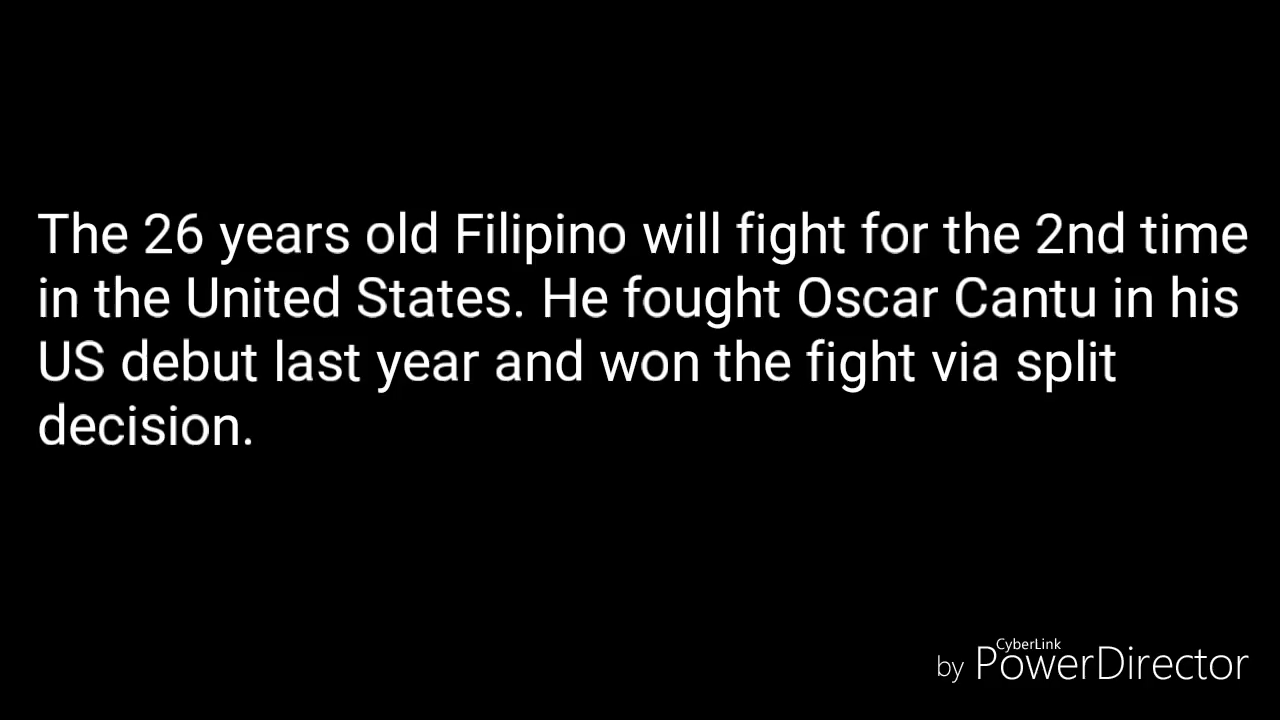 The 26 years old Filipino will fight for the 2nd time
in the United States. He fought Oscar Cantu in his
US debut last year and won the fight via split
decision.
CyberLink
by PowerDirector